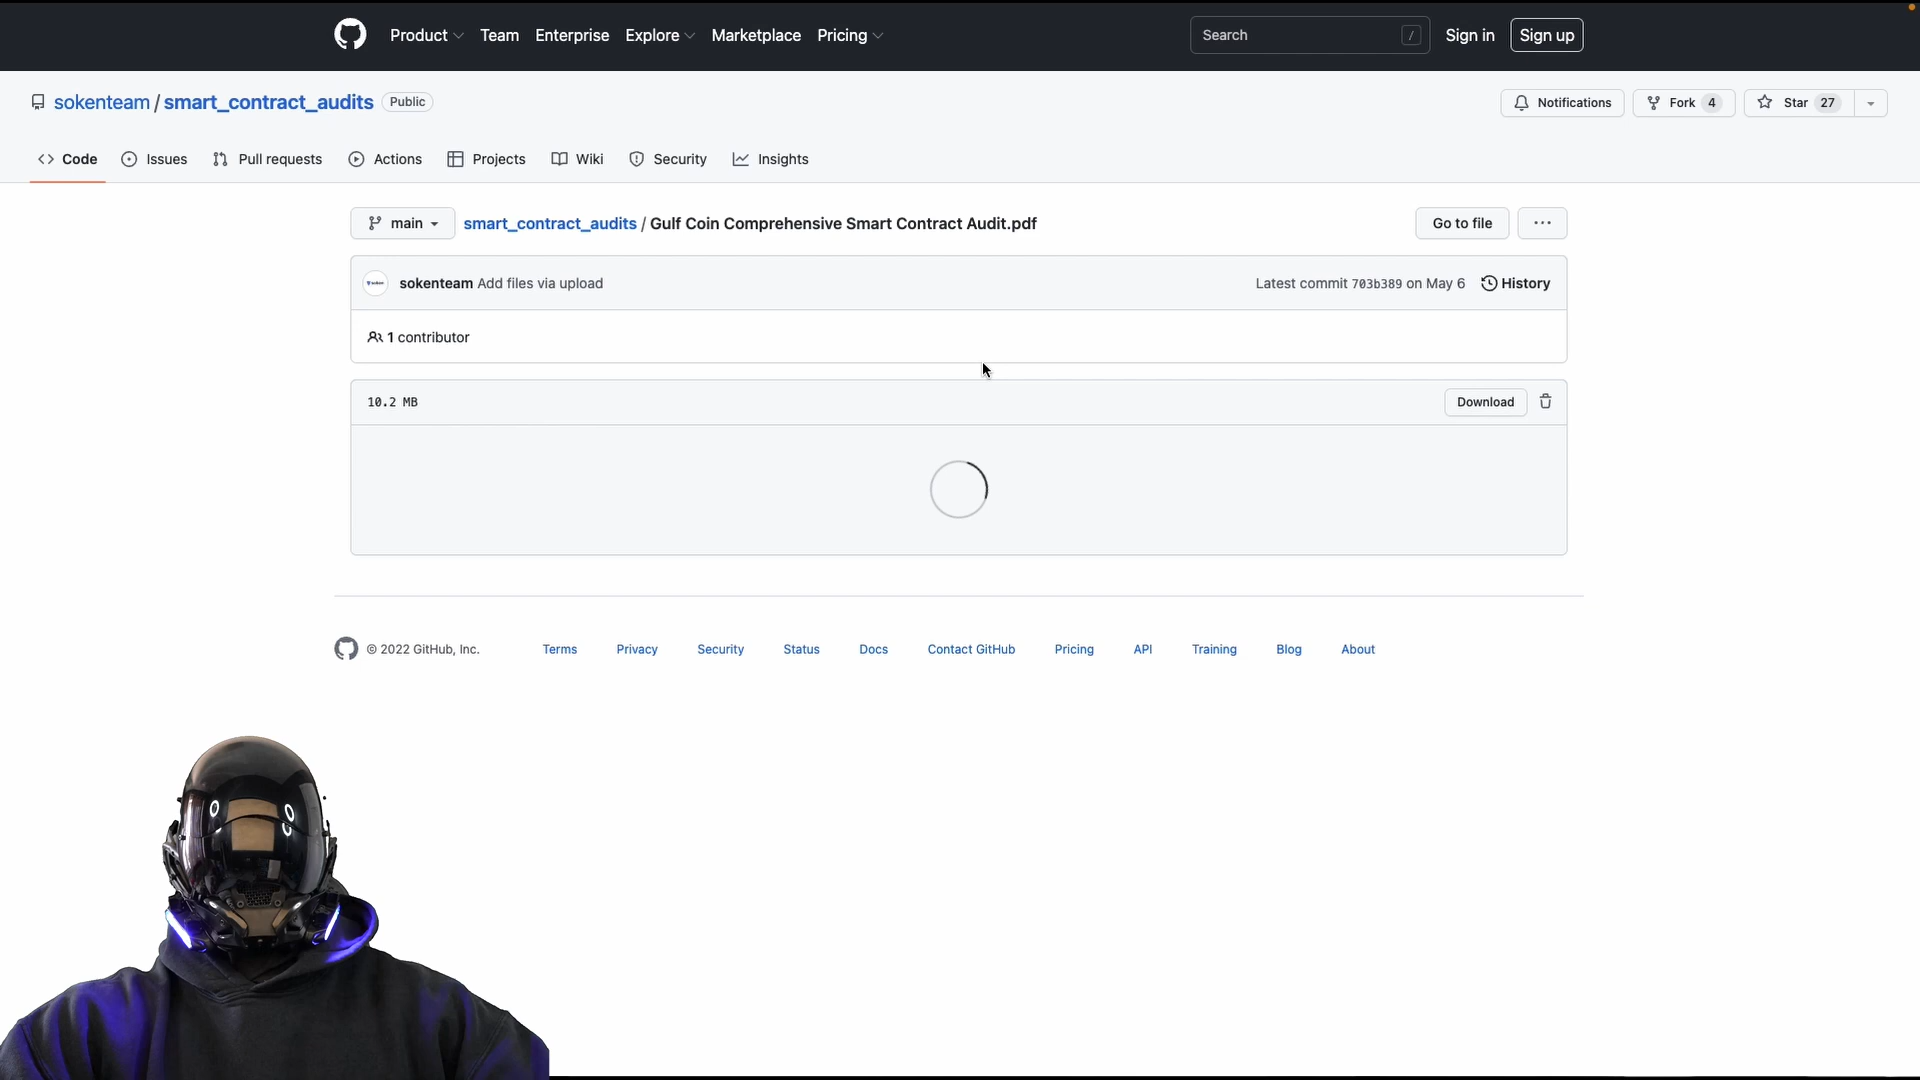 Product Team Enterprise Explore Marketplace Pricing Search / Sign in Sign up
sokenteam / smart_contract_audits Public Notifications Fork 4 Star 27
Code Issues Pull requests Actions Projects Wiki Security Insights
main smart_contract_audits / Gulf Coin Comprehensive Smart Contract Audit.pdf Go to file ...
sokenteam Add files via upload Latest commit 703b389 on May 6 History
1 contributor
10.2 MB Download
© 2022 GitHub, Inc. Terms Privacy Security Status Docs Contact GitHub Pricing API Training Blog About